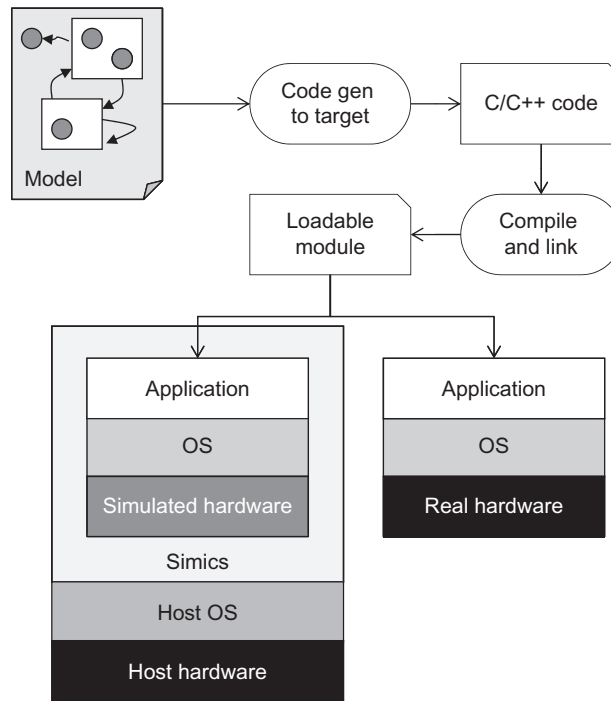 Model
Code gen
to target
C/C++ code
Loadable
module
Compile
and link
Application
OS
Simulated hardware
Simics
Host OS
Host hardware
Application
OS
Real hardware